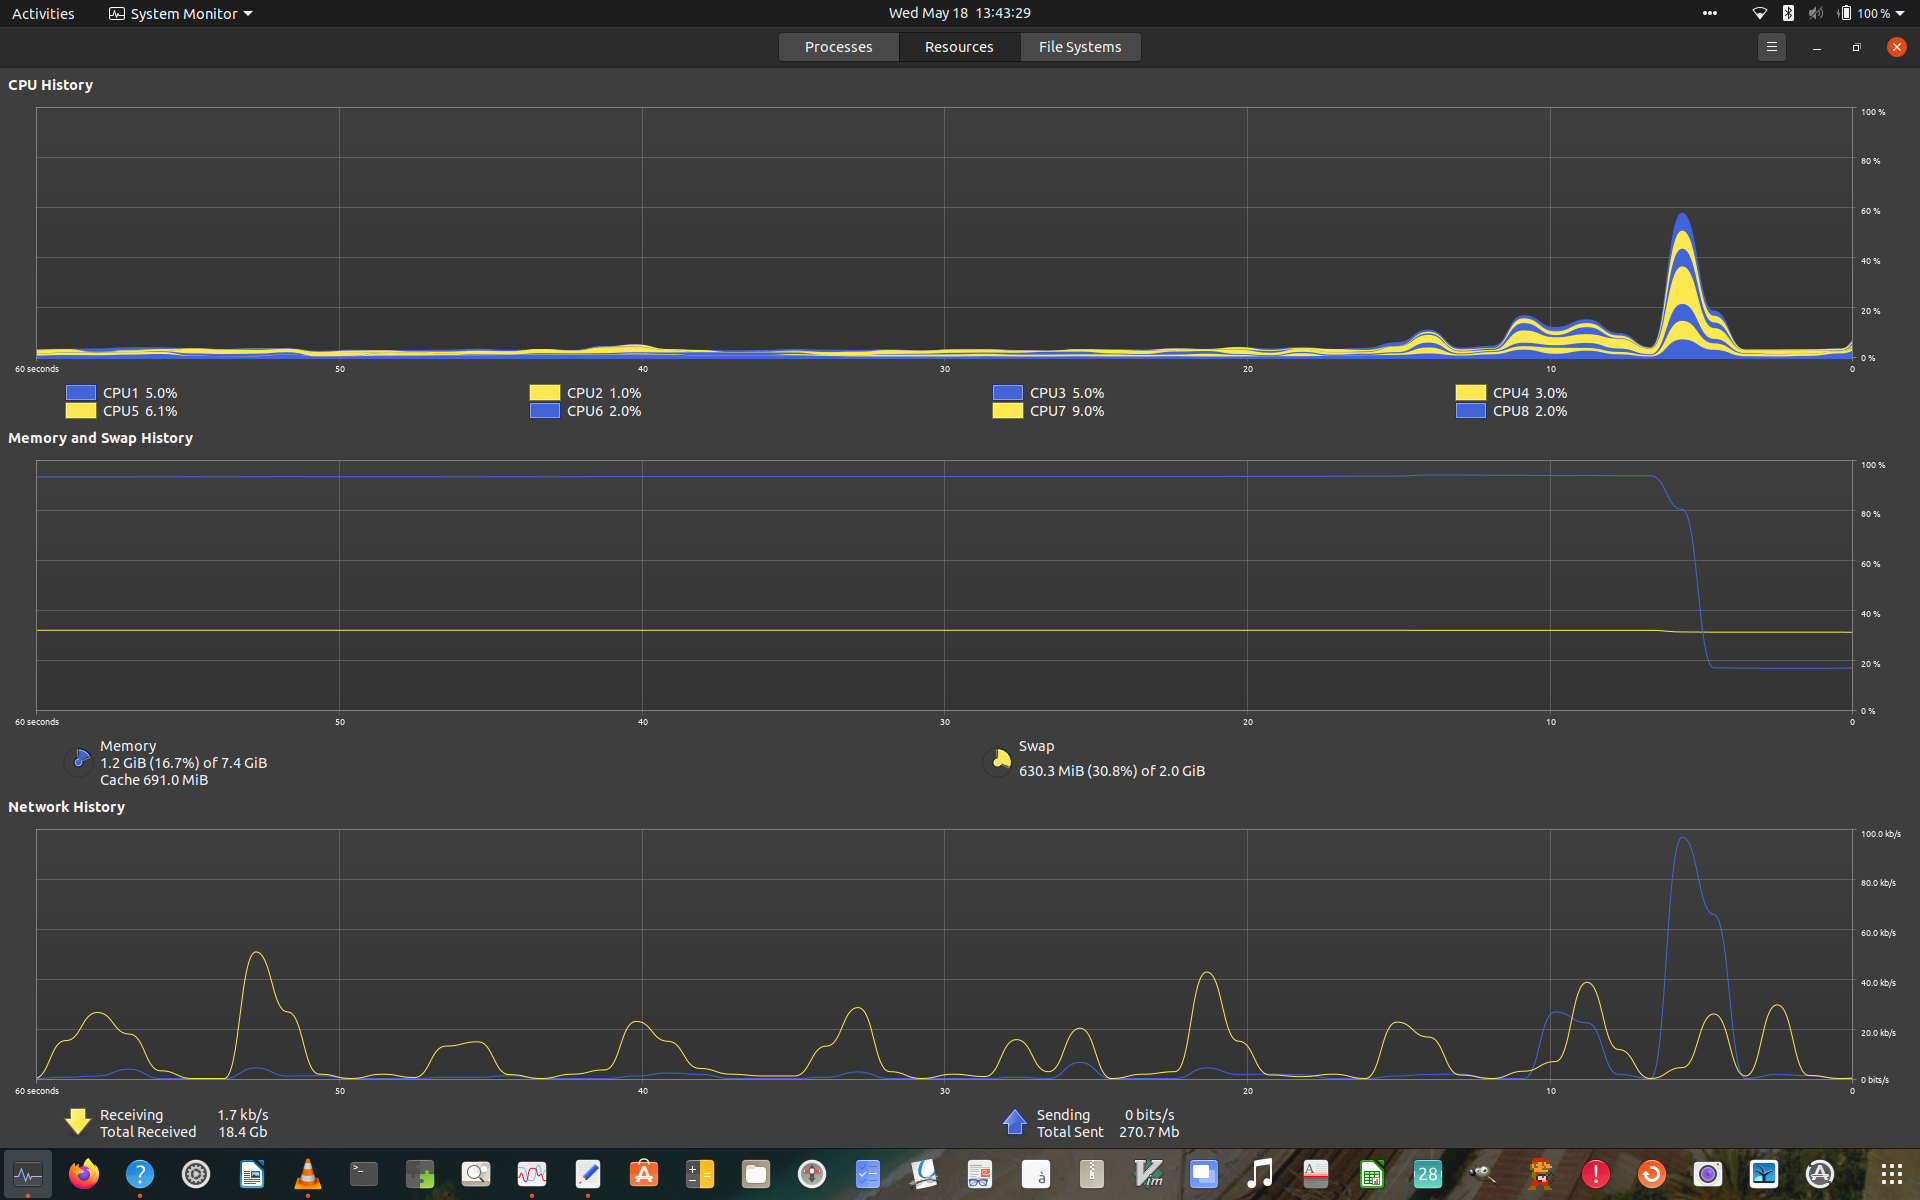 Activities System Monitor Wed May 18 13:43:29 100 %
Processes Resources File Systems
CPU History
100 %
80 %
60 %
40 %
20 %
0 %
60 seconds 50 40 30 20 10 0
CPU1 5.0% CPU2 1.0% CPU3 5.0% CPU4 3.0%
CPU5 6.1% CPU6 2.0% CPU7 9.0% CPU8 2.0%
Memory and Swap History
100 %
80 %
60 %
40 %
20 %
0 %
60 seconds 50 40 30 20 10 0
Memory
1.2 GiB (16.7%) of 7.4 GiB
Cache 691.0 MiB
Swap
630.3 MiB (30.8%) of 2.0 GiB
Network History
100.0 kb/s
80.0 kb/s
60.0 kb/s
40.0 kb/s
20.0 kb/s
0 bits/s
60 seconds 50 40 30 20 10 0
Receiving 1.7 kb/s
Total Received 18.4 Gb
Sending 0 bits/s
Total Sent 270.7 Mb
? >_ A à Vim A 28 !